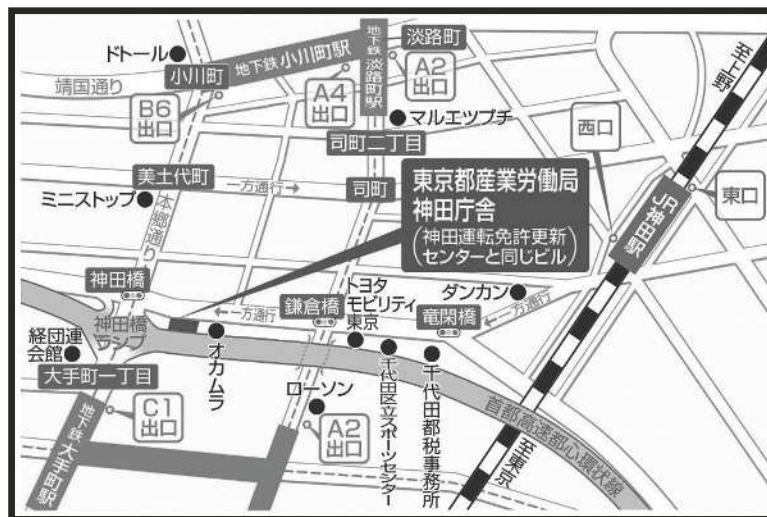 ドトール
地下鉄 小川町駅
地下鉄 淡路町駅
淡路町
至上野
靖国通り
小川町
B6
出口
A4
出口
A2
出口
マルエツプチ
西口
司町二丁目
美土代町
一方通行→
司町
東口
ミニストップ
本郷通り
東京都産業労働局
神田庁舎
(神田運転免許更新
センターと同じビル)
JR神田駅
神田橋
←一方通行
鎌倉橋
トヨタ
モビリティ
東京
ダンカン
竜閑橋
←一方通行
神田橋
ランプ
経団連
会館
オカムラ
大手町一丁目
ローソン
C1
出口
A2
出口
地下鉄 大手町駅
千代田区立スポーツセンター
千代田都税事務所
首都高速都心環状線
至東京